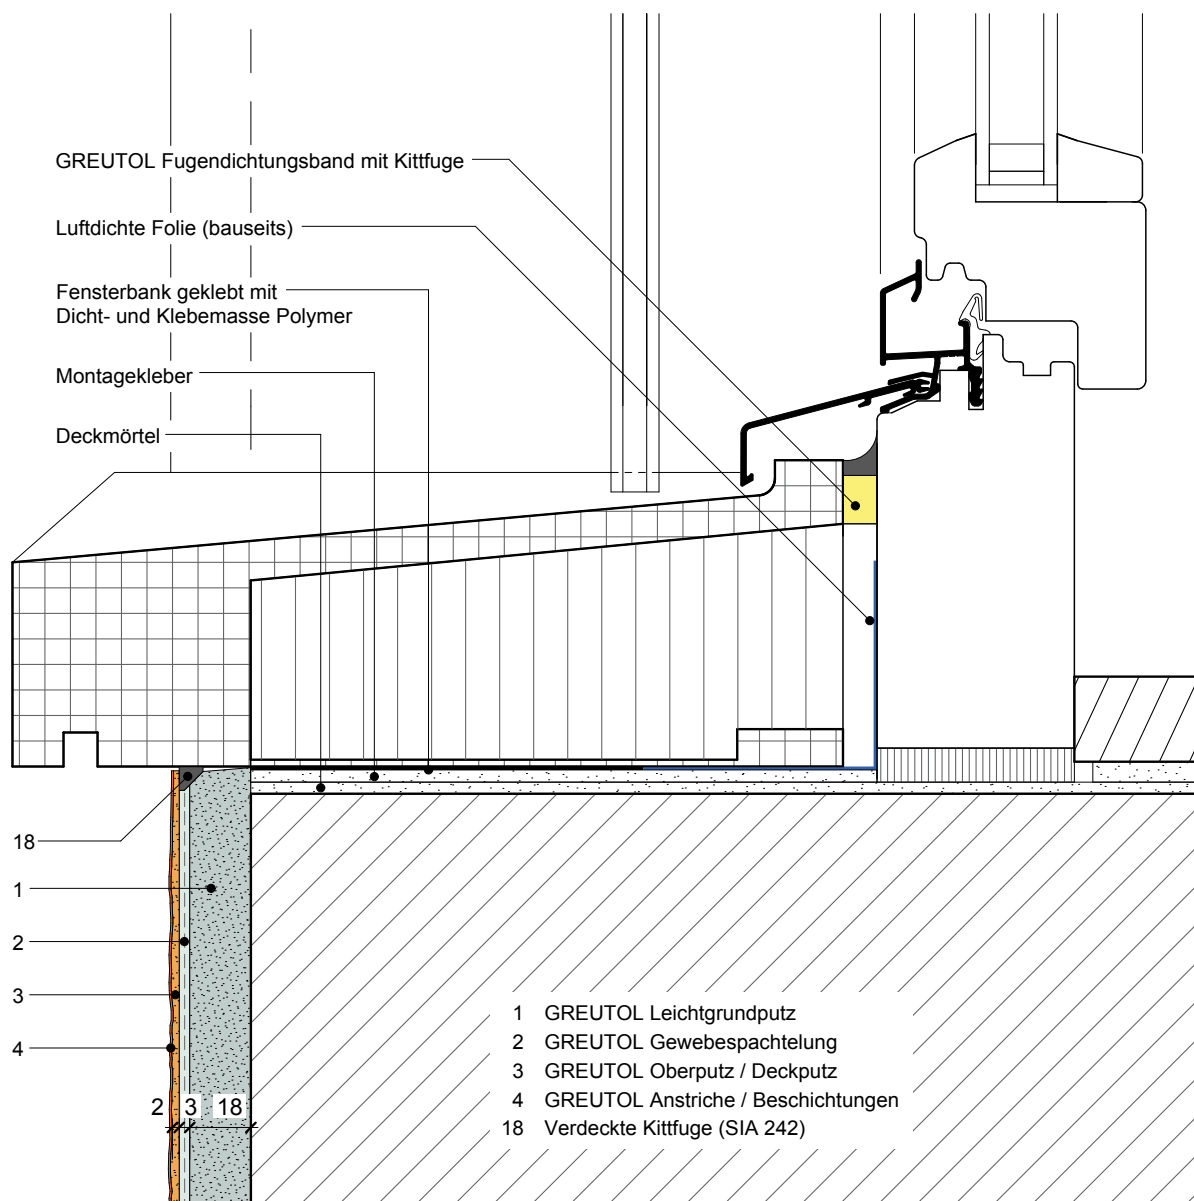 GREUTOL Fugendichtungsband mit Kittfuge
Luftdichte Folie (bauseits)
Fensterbank geklebt mit
Dicht- und Klebemasse Polymer
Montagekleber
Deckmörtel
18
1
2
3
4
2 3 18
1 GREUTOL Leichtgrundputz
2 GREUTOL Gewebespachtelung
3 GREUTOL Oberputz / Deckputz
4 GREUTOL Anstriche / Beschichtungen
18 Verdeckte Kittfuge (SIA 242)